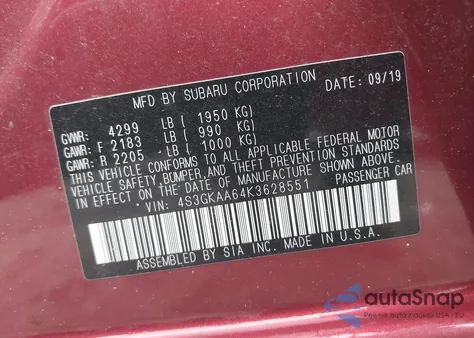 MFD BY SUBARU CORPORATION DATE: 09/19
GVWR: 4299 LB ( 1950 KG)
GAWR: F 2183 LB ( 990 KG)
GAWR: R 2205 LB ( 1000 KG)
THIS VEHICLE CONFORMS TO ALL APPLICABLE FEDERAL MOTOR
VEHICLE SAFETY, BUMPER, AND THEFT PREVENTION STANDARDS
IN EFFECT ON THE DATE OF MANUFACTURE SHOWN ABOVE.
VIN: 4S3GKAA64K3628551 PASSENGER CAR
ASSEMBLED BY SIA INC. MADE IN U.S.A.
autoSnap